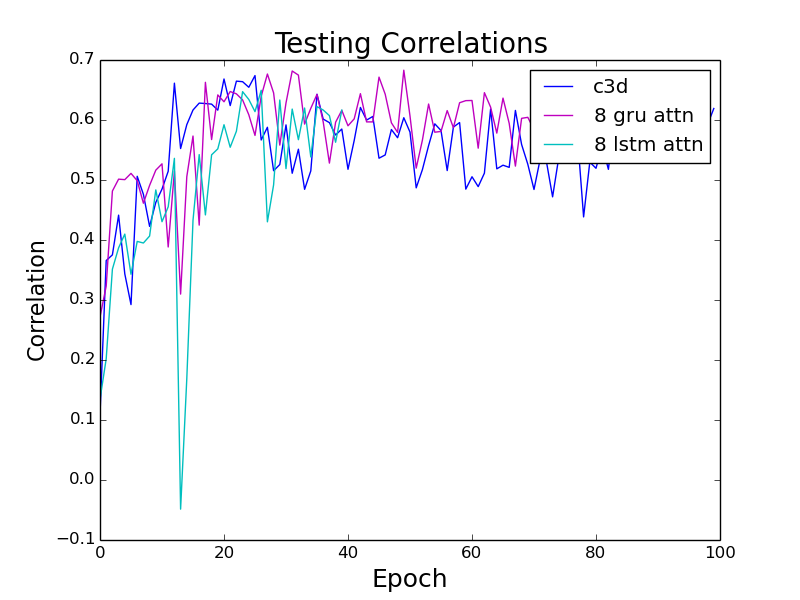 Testing Correlations
0.7
0.6
0.5
0.4
0.3
0.2
0.1
0.0
−0.1
Correlation
c3d
8 gru attn
8 lstm attn
0 20 40 60 80 100
Epoch